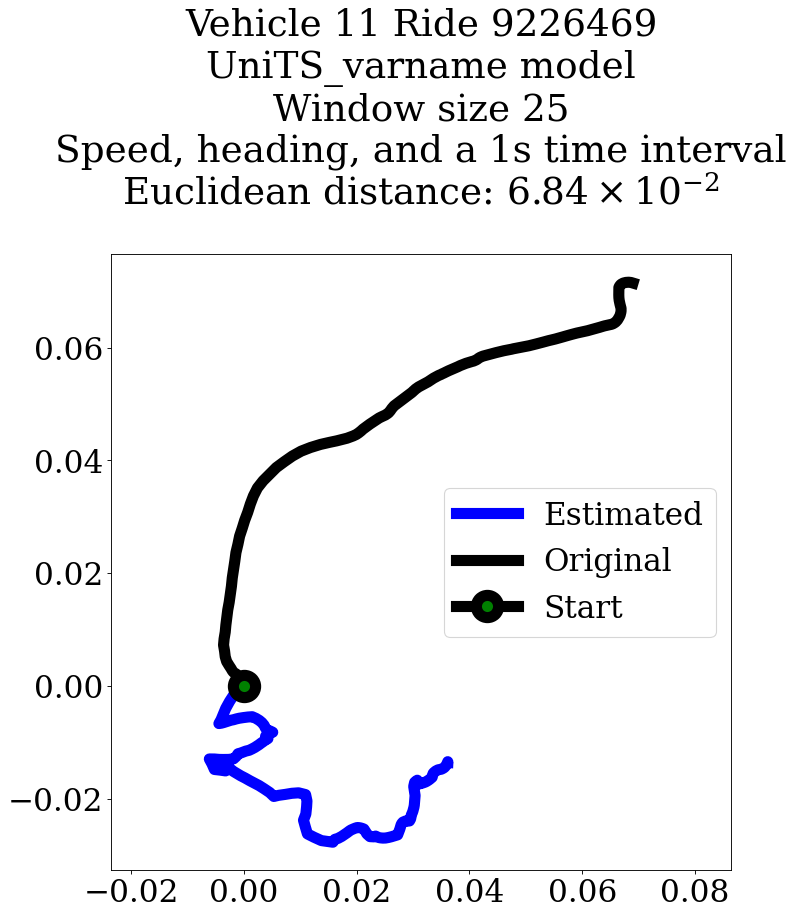 Vehicle 11 Ride 9226469
UniTS_varname model
Window size 25
Speed, heading, and a 1s time interval
Euclidean distance: 6.84 × 10⁻²
0.06
0.04
0.02
0.00
−0.02
Estimated
Original
Start
−0.02 0.00 0.02 0.04 0.06 0.08